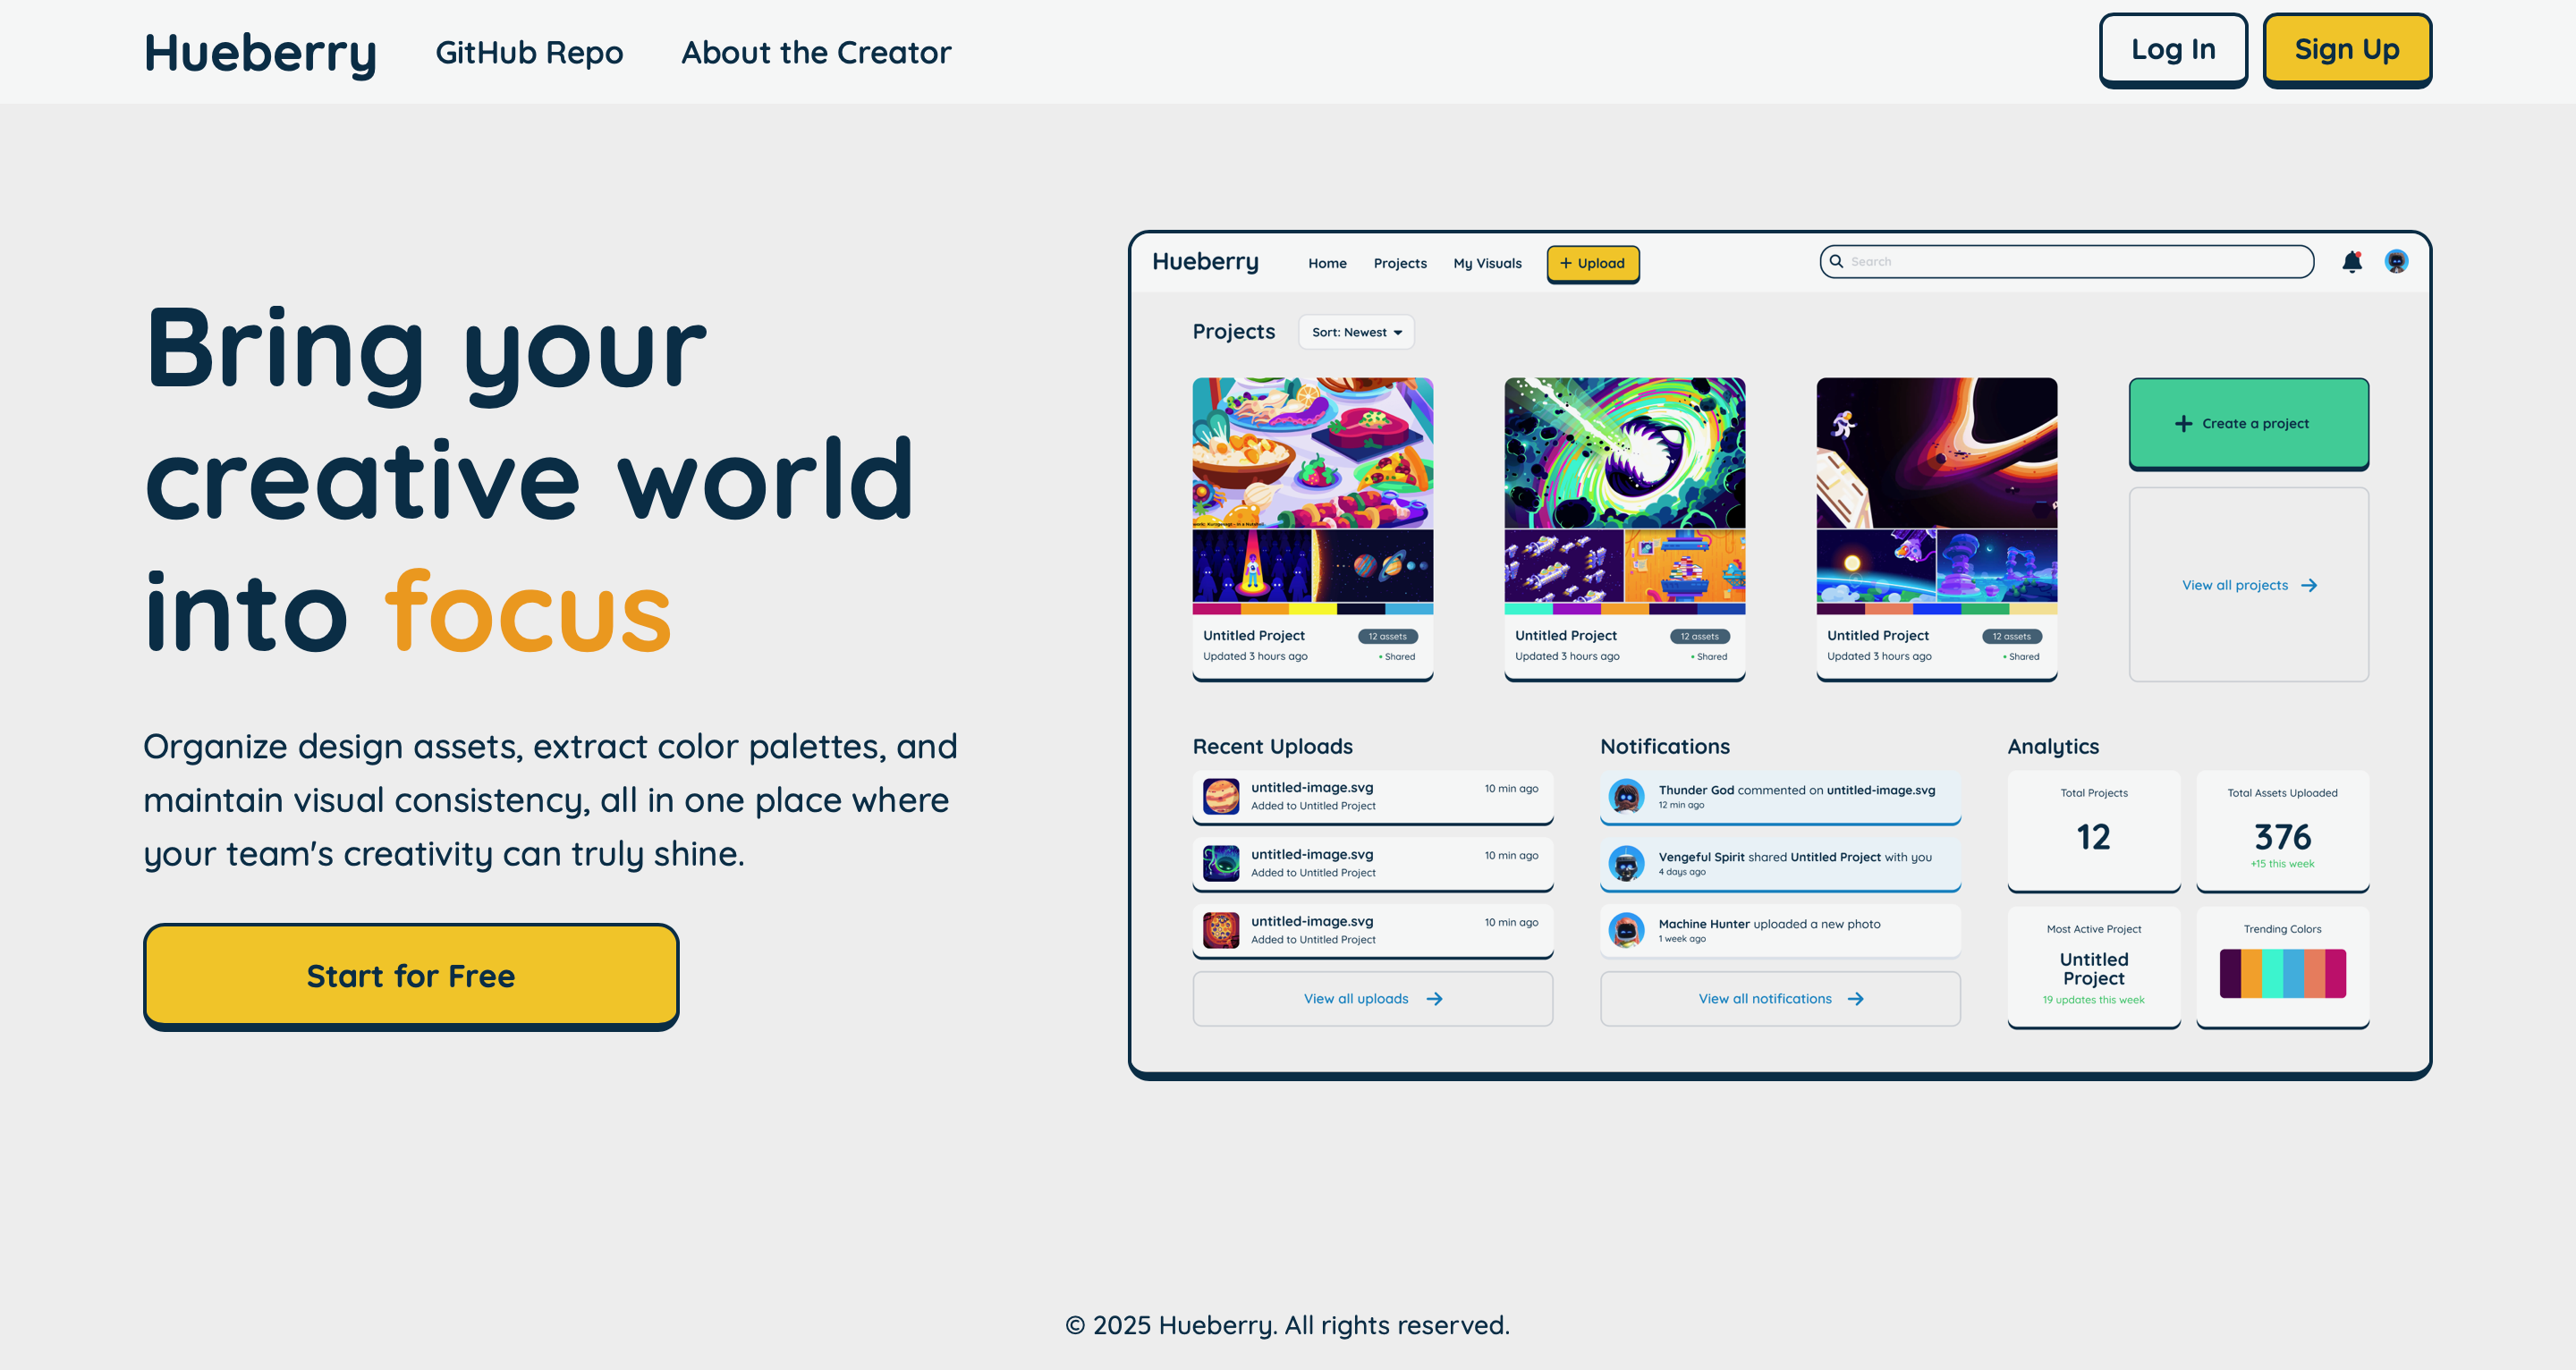 Hueberry
GitHub Repo
About the Creator
Log In
Sign Up
Bring your
creative world
into focus
Organize design assets, extract color palettes, and
maintain visual consistency, all in one place where
your team's creativity can truly shine.
Start for Free
Hueberry
Home
Projects
My Visuals
+ Upload
Search
Projects
Sort: Newest
Untitled Project
12 assets
Updated 3 hours ago
• Shared
Untitled Project
12 assets
Updated 3 hours ago
• Shared
Untitled Project
12 assets
Updated 3 hours ago
• Shared
+ Create a project
View all projects →
Recent Uploads
untitled-image.svg
10 min ago
Added to Untitled Project
untitled-image.svg
10 min ago
Added to Untitled Project
untitled-image.svg
10 min ago
Added to Untitled Project
View all uploads →
Notifications
Thunder God commented on untitled-image.svg
12 min ago
Vengeful Spirit shared Untitled Project with you
4 days ago
Machine Hunter uploaded a new photo
1 week ago
View all notifications →
Analytics
Total Projects
12
Total Assets Uploaded
376
+15 this week
Most Active Project
Untitled
Project
19 updates this week
Trending Colors
© 2025 Hueberry. All rights reserved.